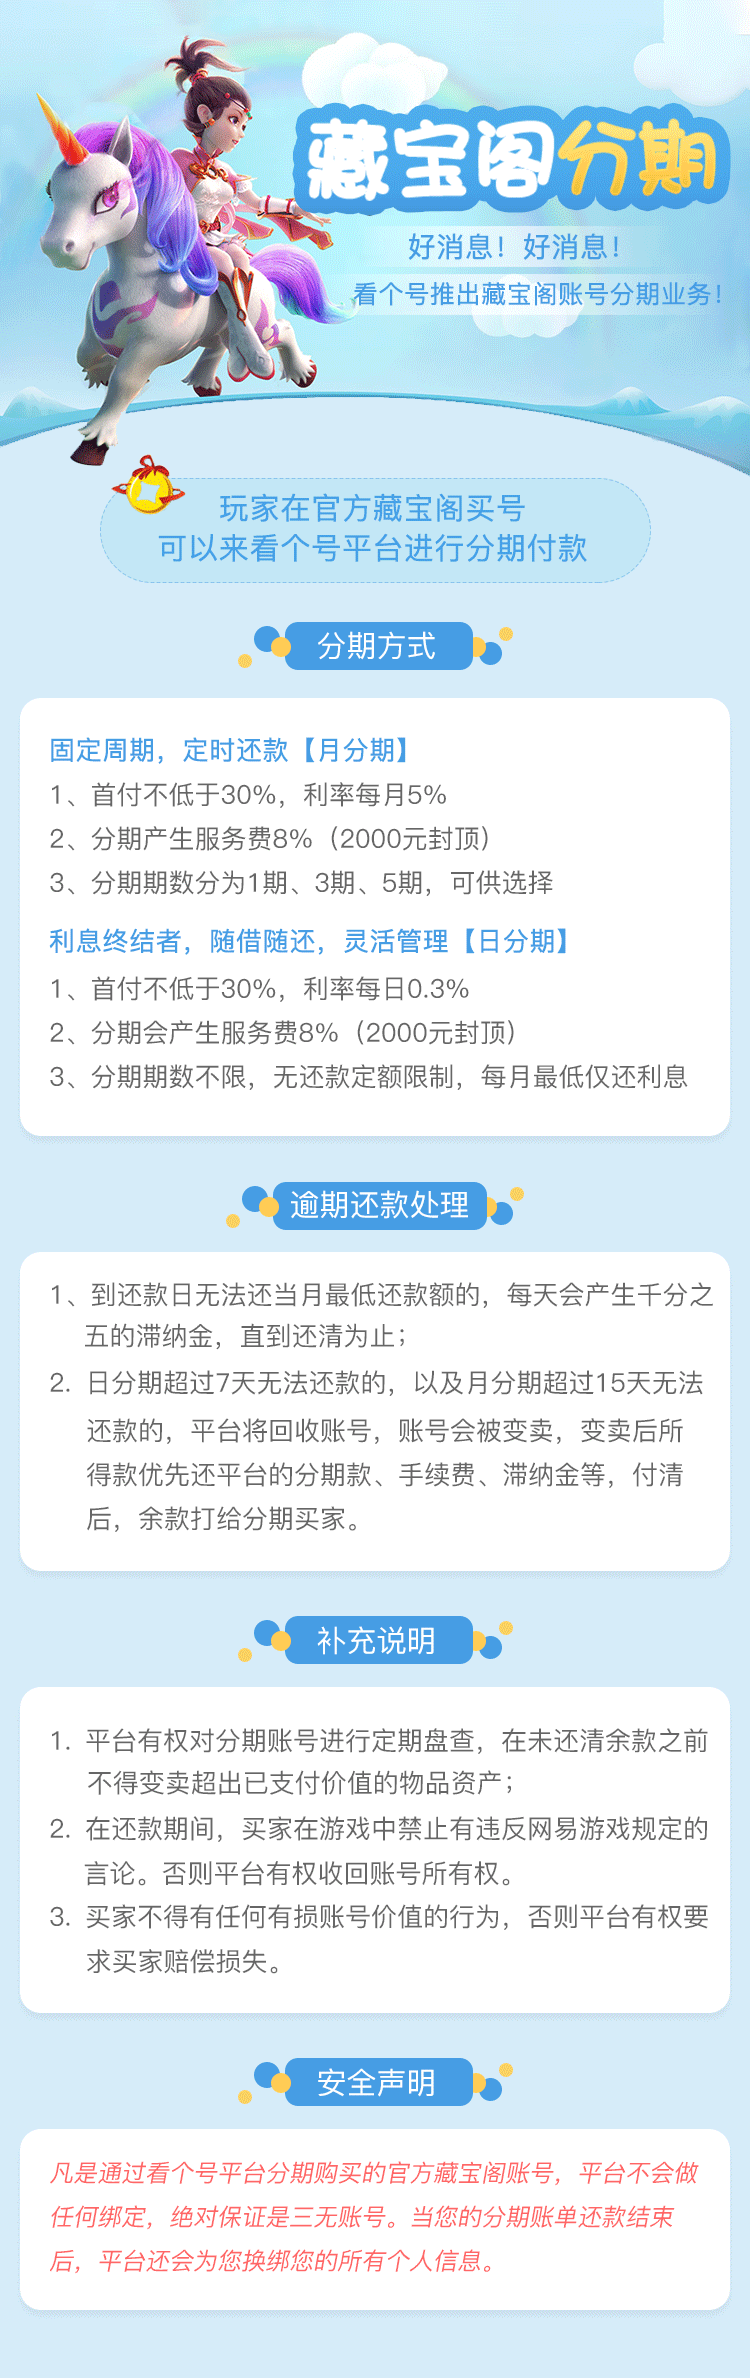 藏宝阁分期
好消息！好消息！
看个号推出藏宝阁账号分期业务！
玩家在官方藏宝阁买号
可以来看个号平台进行分期付款
分期方式
固定周期，定时还款【月分期】
1、首付不低于30%，利率每月5%
2、分期产生服务费8%（2000元封顶）
3、分期期数分为1期、3期、5期，可供选择
利息终结者，随借随还，灵活管理【日分期】
1、首付不低于30%，利率每日0.3%
2、分期会产生服务费8%（2000元封顶）
3、分期期数不限，无还款定额限制，每月最低仅还利息
逾期还款处理
1、到还款日无法还当月最低还款额的，每天会产生千分之
五的滞纳金，直到还清为止；
2. 日分期超过7天无法还款的，以及月分期超过15天无法
还款的，平台将回收账号，账号会被变卖，变卖后所
得款优先还平台的分期款、手续费、滞纳金等，付清
后，余款打给分期买家。
补充说明
1. 平台有权对分期账号进行定期盘查，在未还清余款之前
不得变卖超出已支付价值的物品资产；
2. 在还款期间，买家在游戏中禁止有违反网易游戏规定的
言论。否则平台有权收回账号所有权。
3. 买家不得有任何有损账号价值的行为，否则平台有权要
求买家赔偿损失。
安全声明
凡是通过看个号平台分期购买的官方藏宝阁账号，平台不会做
任何绑定，绝对保证是三无账号。当您的分期账单还款结束
后，平台还会为您换绑您的所有个人信息。